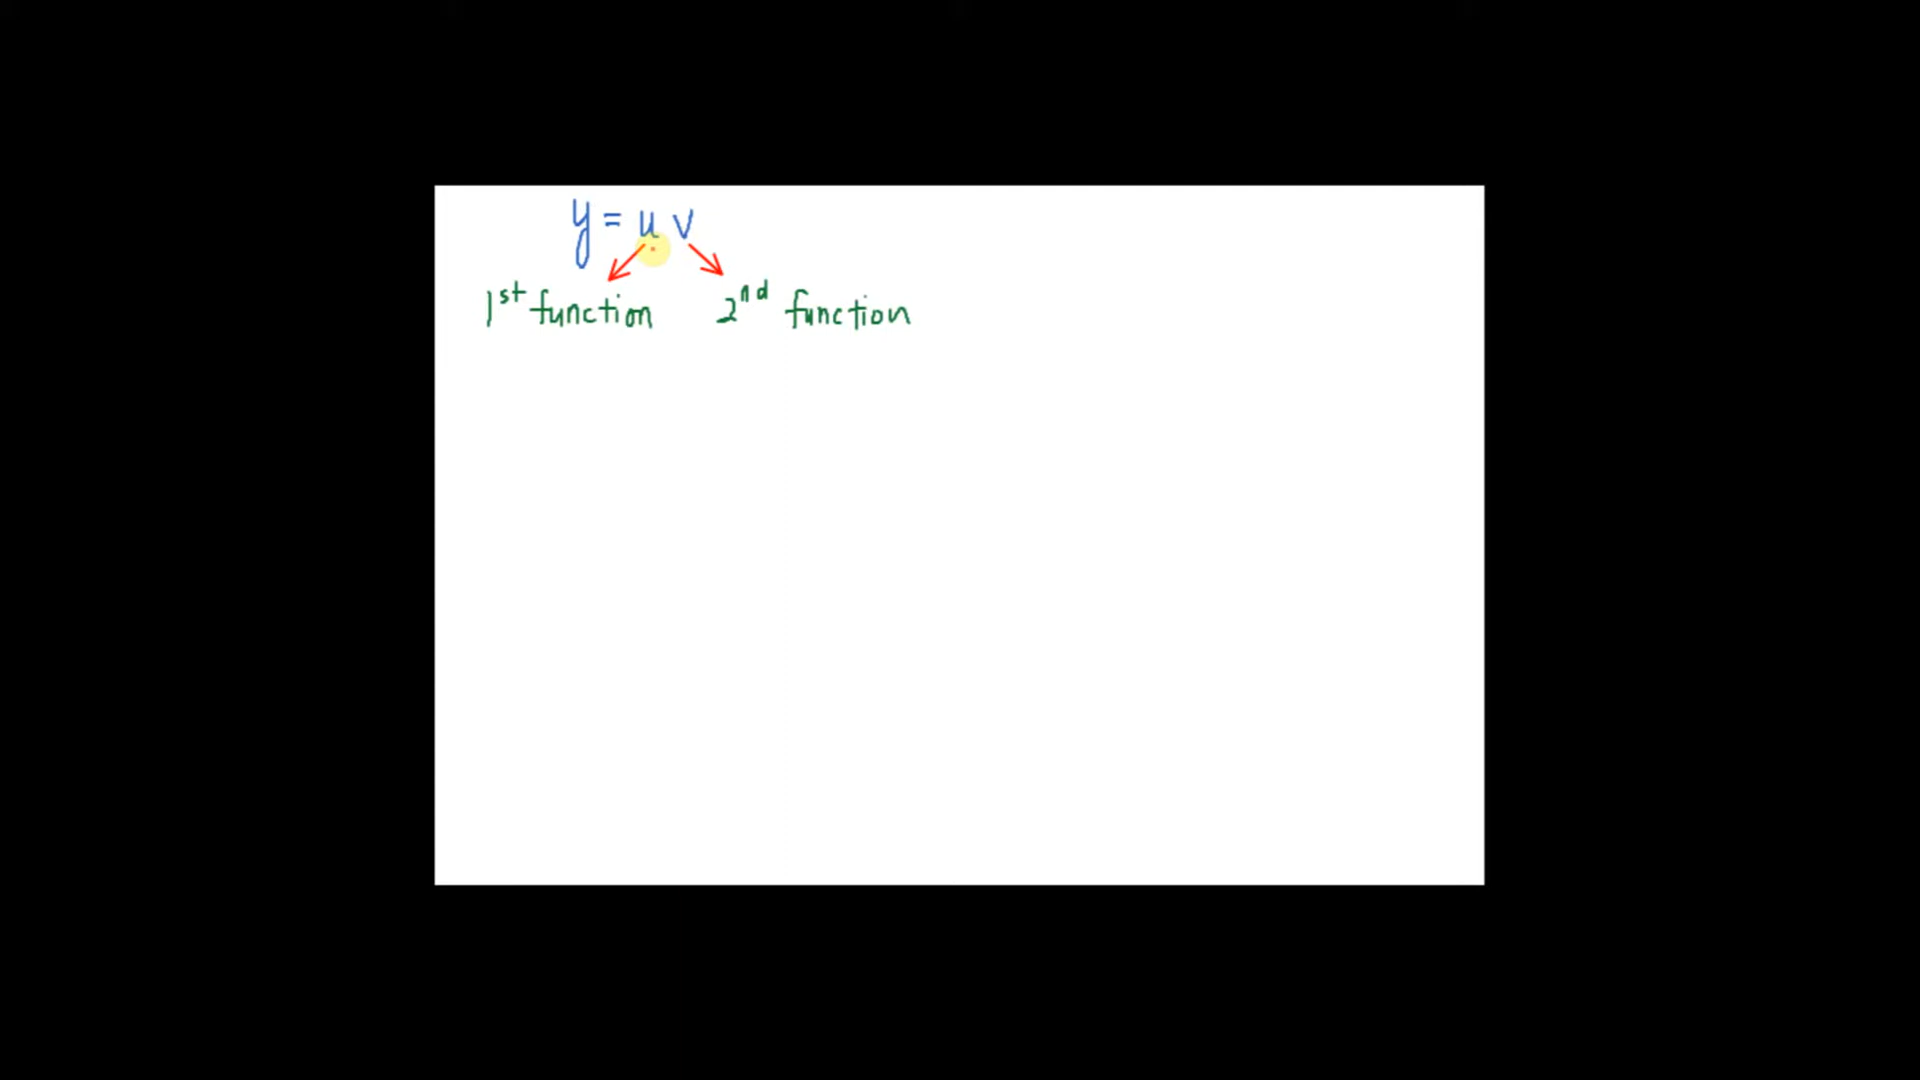 y = u v
1st function 2nd function